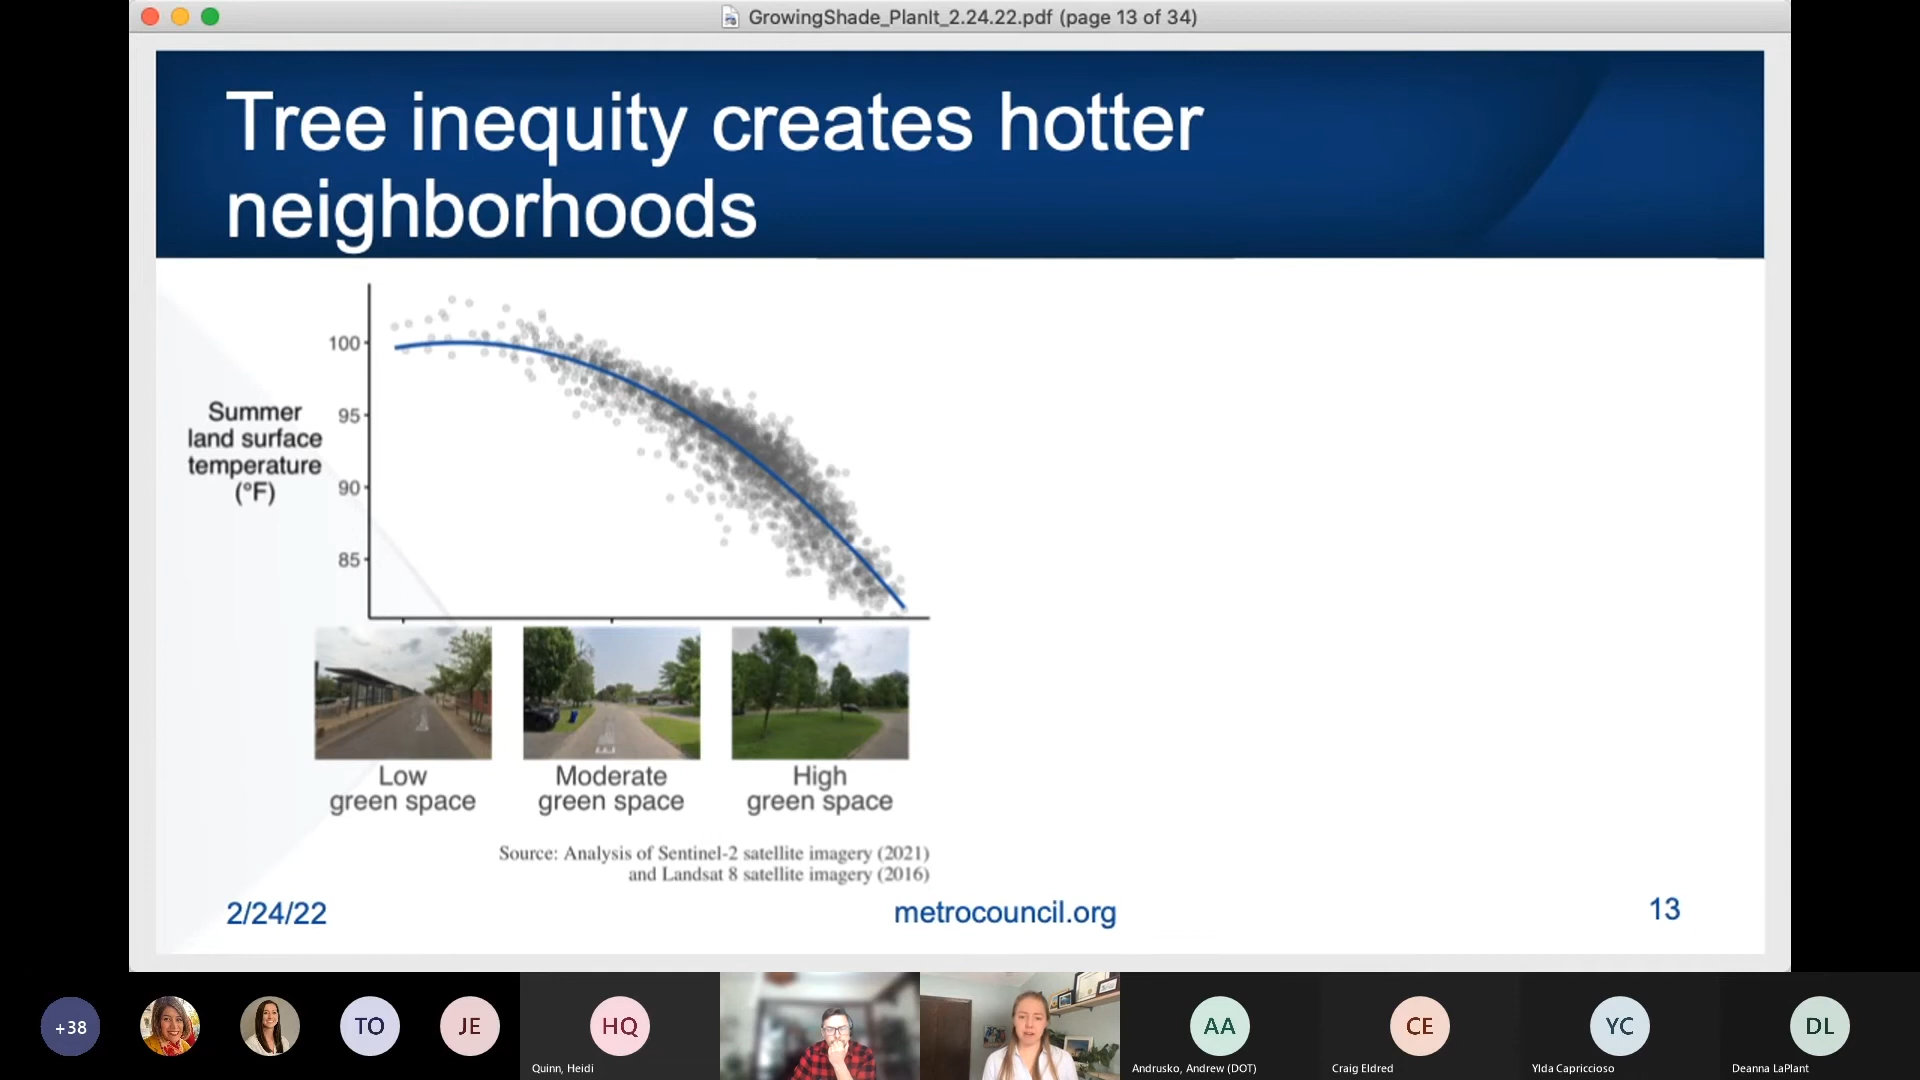 GrowingShade_PlanIt_2.24.22.pdf (page 13 of 34)
Tree inequity creates hotter
neighborhoods
Summer
land surface
temperature
(°F)
100
95
90
85
Low
green space
Moderate
green space
High
green space
Source: Analysis of Sentinel-2 satellite imagery (2021)
and Landsat 8 satellite imagery (2016)
2/24/22
metrocouncil.org
13
+38
TO
JE
HQ
Quinn, Heidi
AA
Andrusko, Andrew (DOT)
CE
Craig Eldred
YC
Ylda Capriccioso
DL
Deanna LaPlant